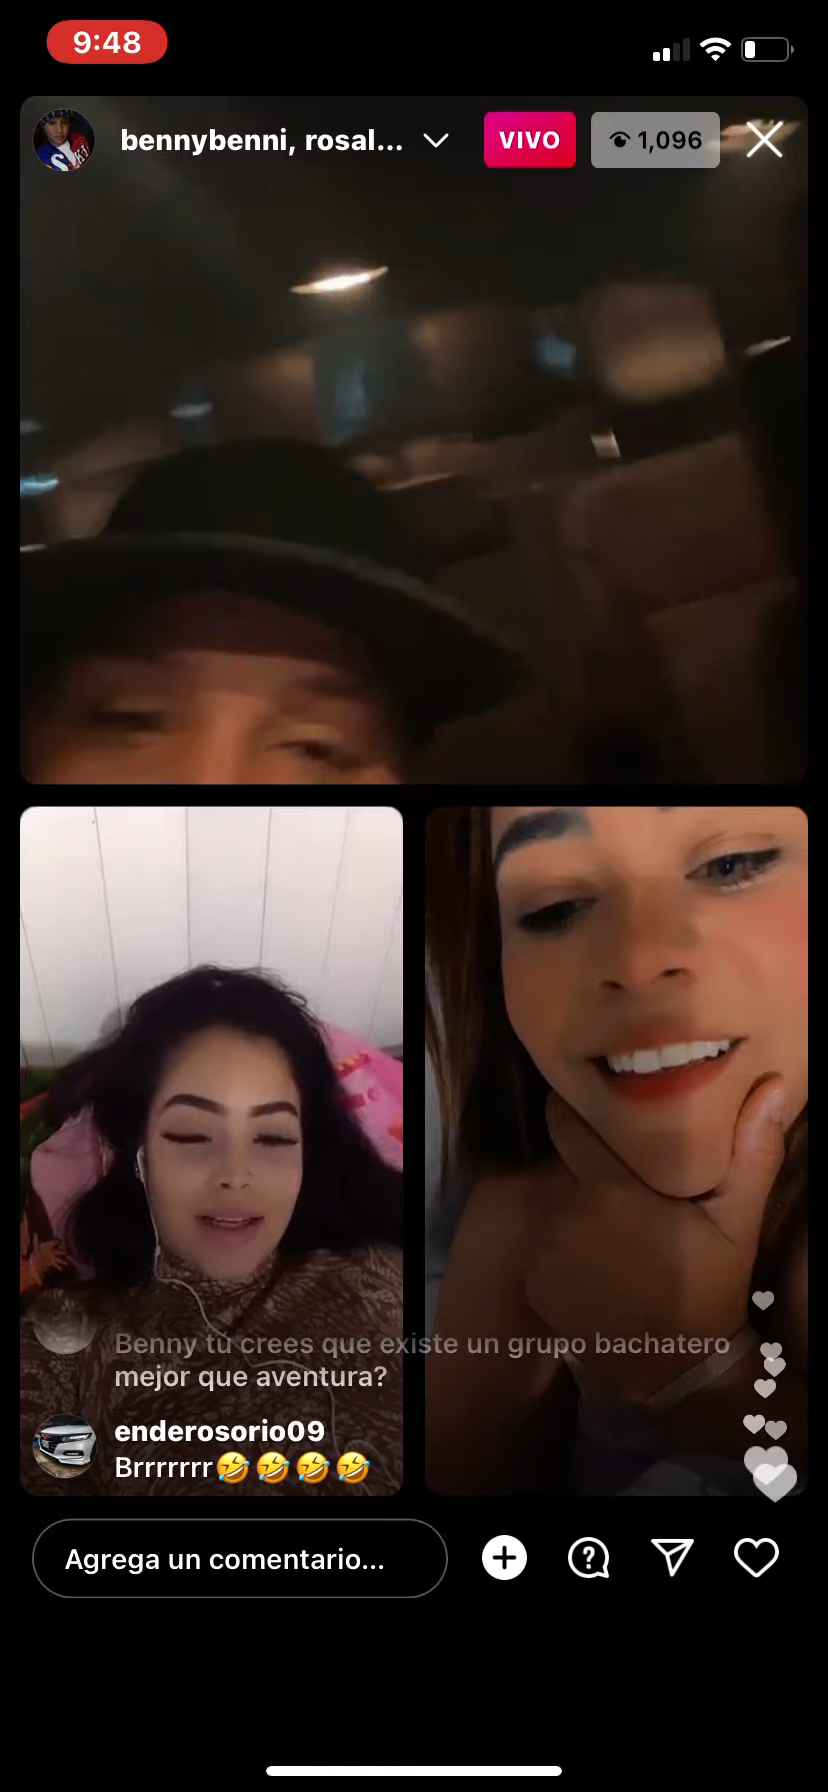 9:48
bennybenni, rosal...
VIVO
1,096
Benny tú crees que existe un grupo bachatero
mejor que aventura?
enderosorio09
Brrrrrrr🤣🤣🤣🤣
Agrega un comentario...